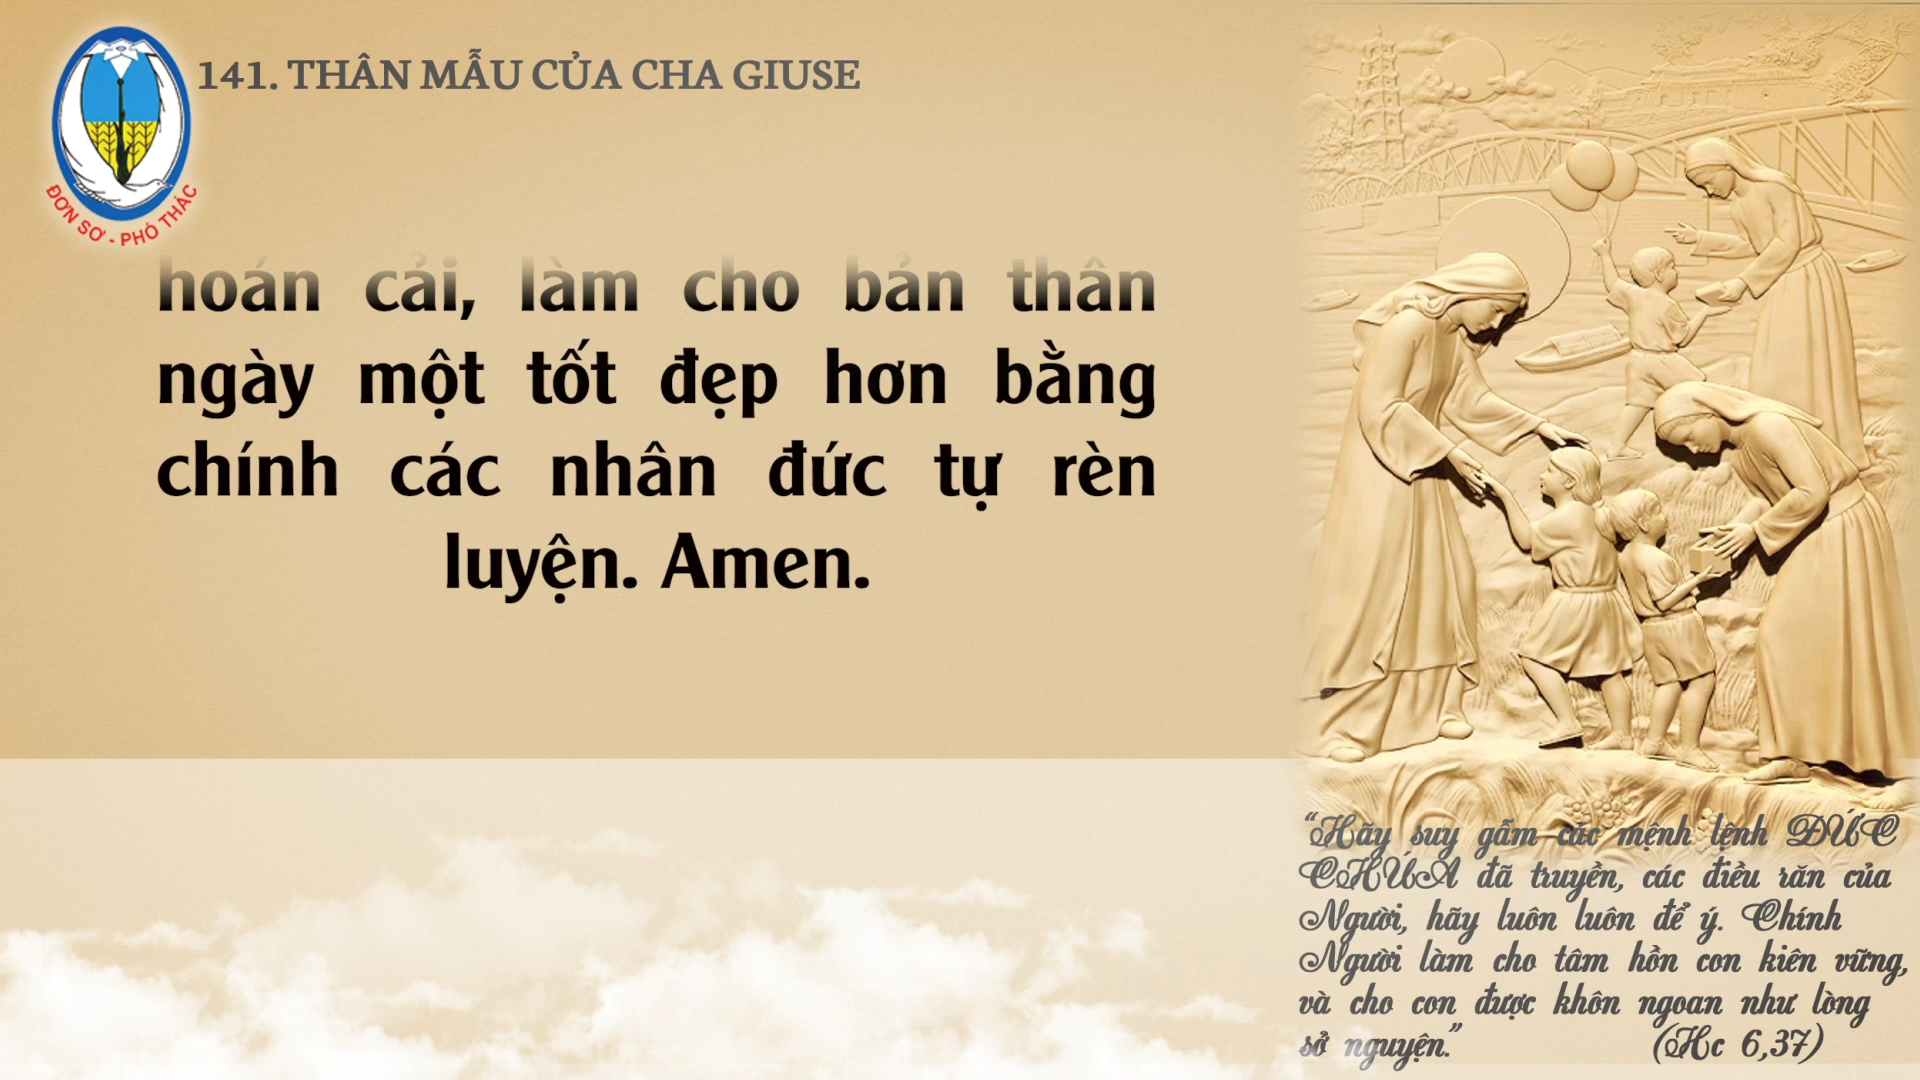 141. THÂN MẪU CỦA CHA GIUSE
ĐƠN SƠ - PHÓ THÁC
hoán cải, làm cho bản thân
ngày một tốt đẹp hơn bằng
chính các nhân đức tự rèn
luyện. Amen.
“Hãy suy gẫm các mệnh lệnh ĐỨC
CHÚA đã truyền, các điều răn của
Người, hãy luôn luôn để ý. Chính
Người làm cho tâm hồn con kiên vững,
và cho con được khôn ngoan như lòng
sở nguyện.” (Hc 6,37)